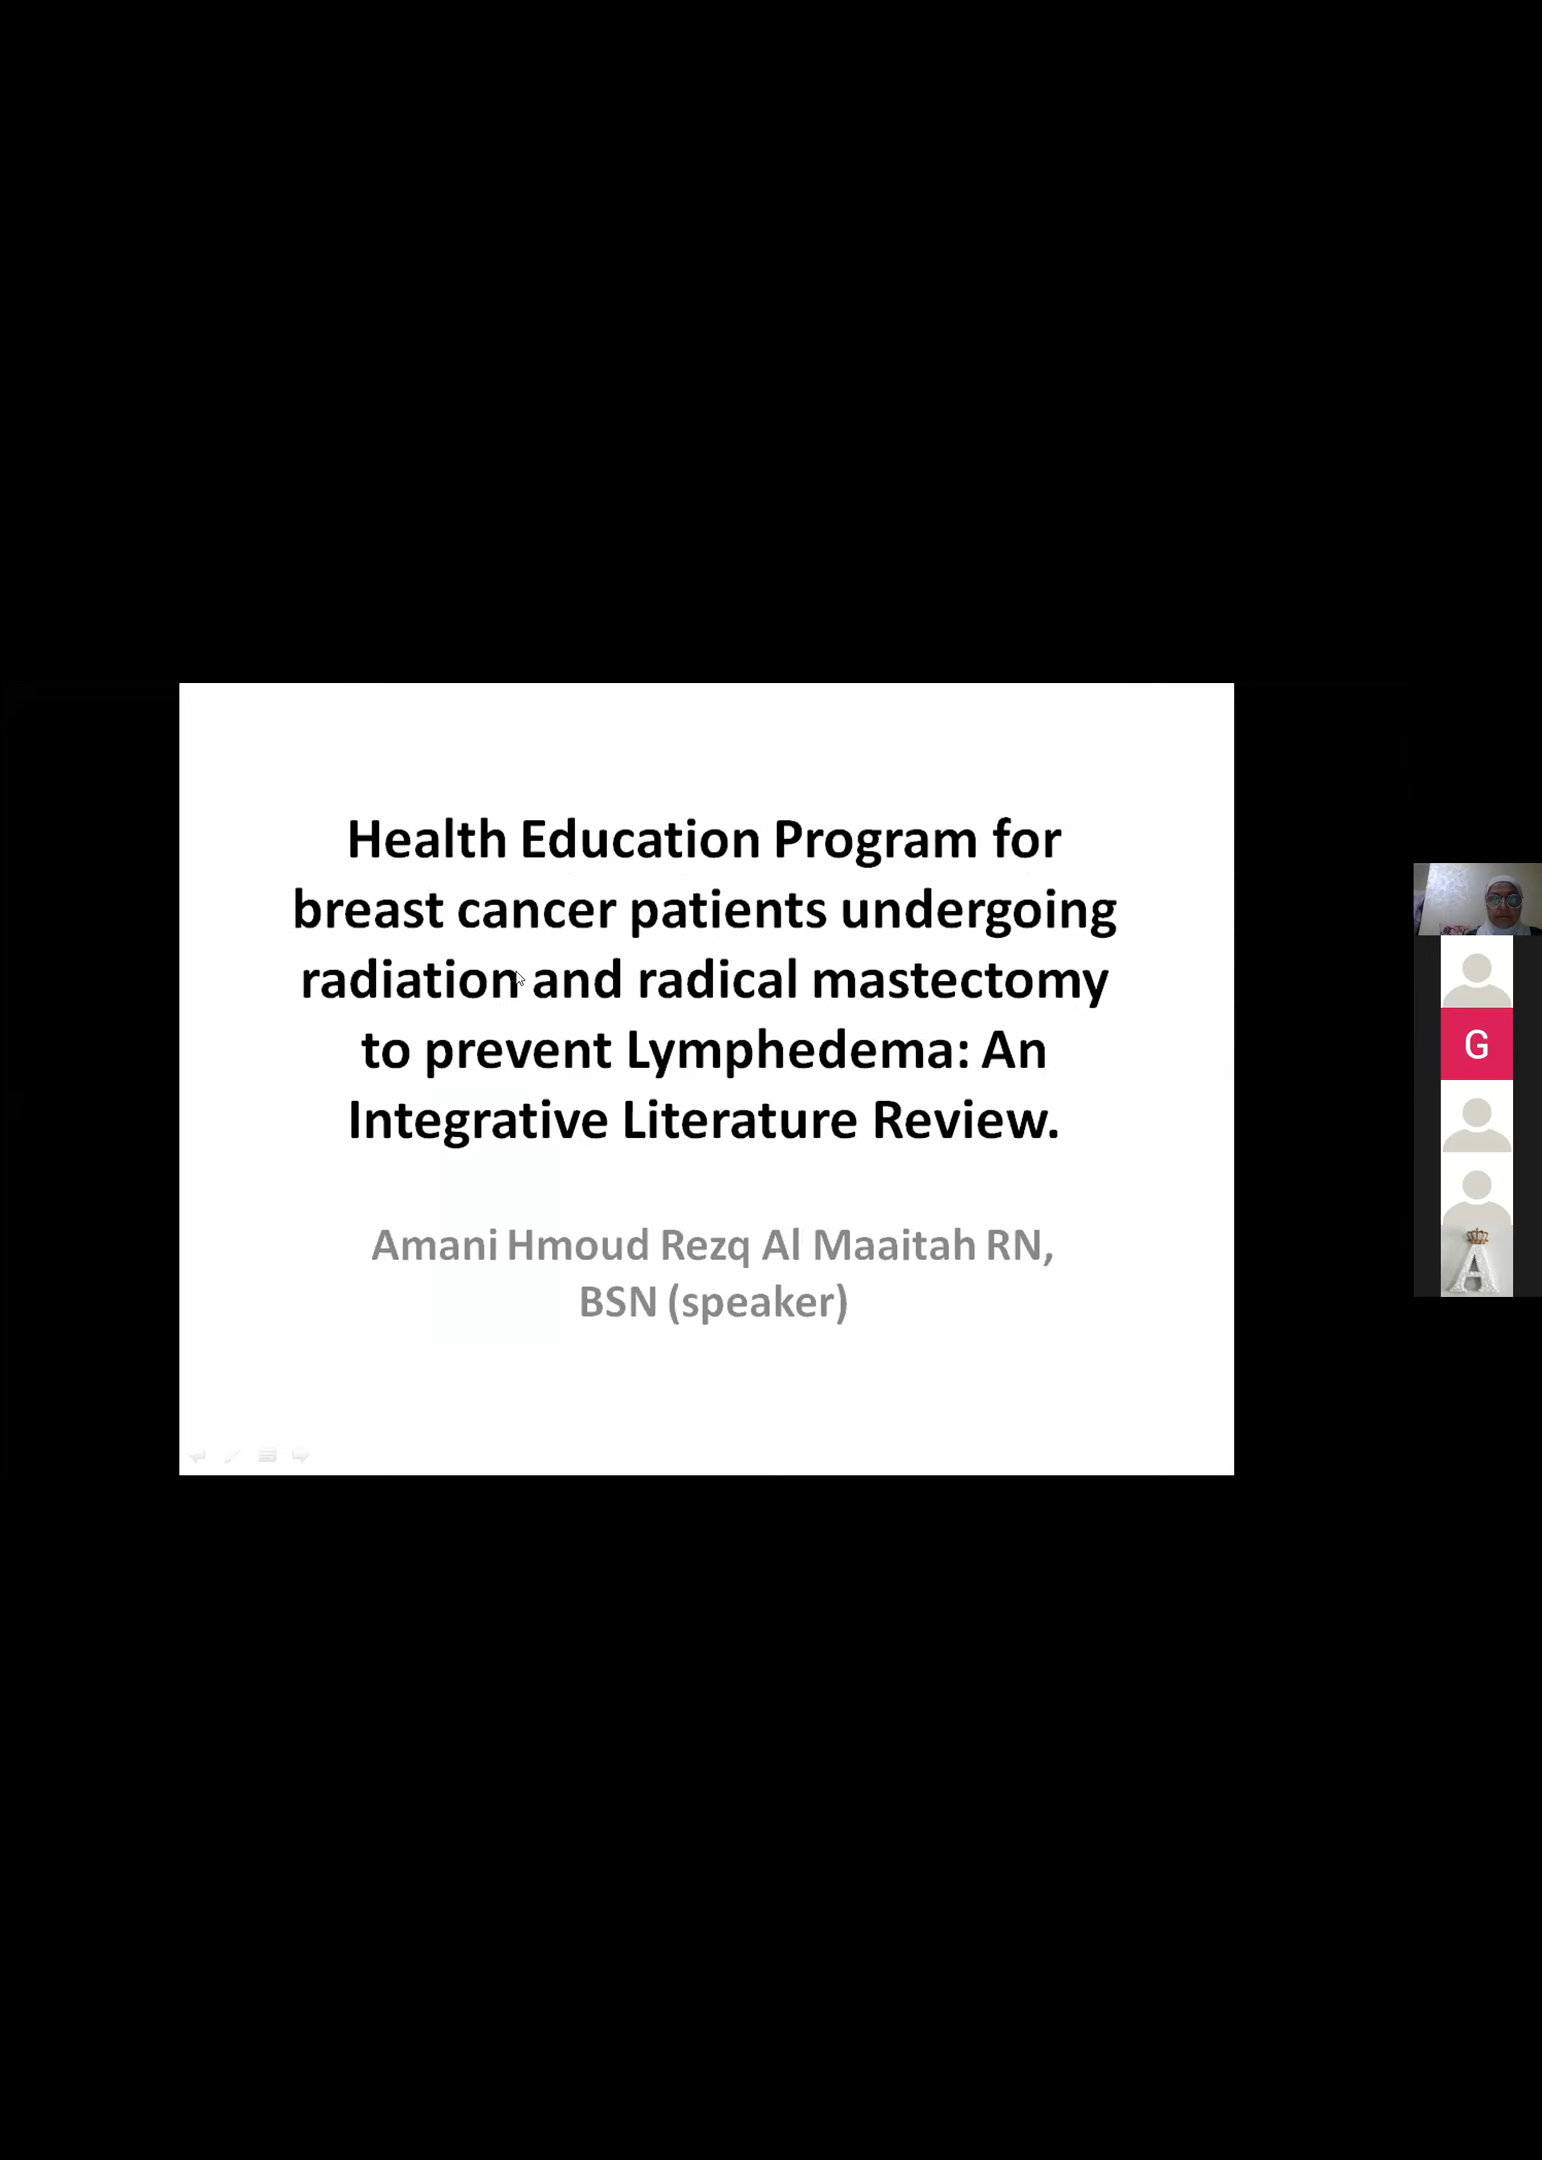 Health Education Program for
breast cancer patients undergoing
radiation and radical mastectomy
to prevent Lymphedema: An
Integrative Literature Review.
Amani Hmoud Rezq Al Maaitah RN,
BSN (speaker)
G
A